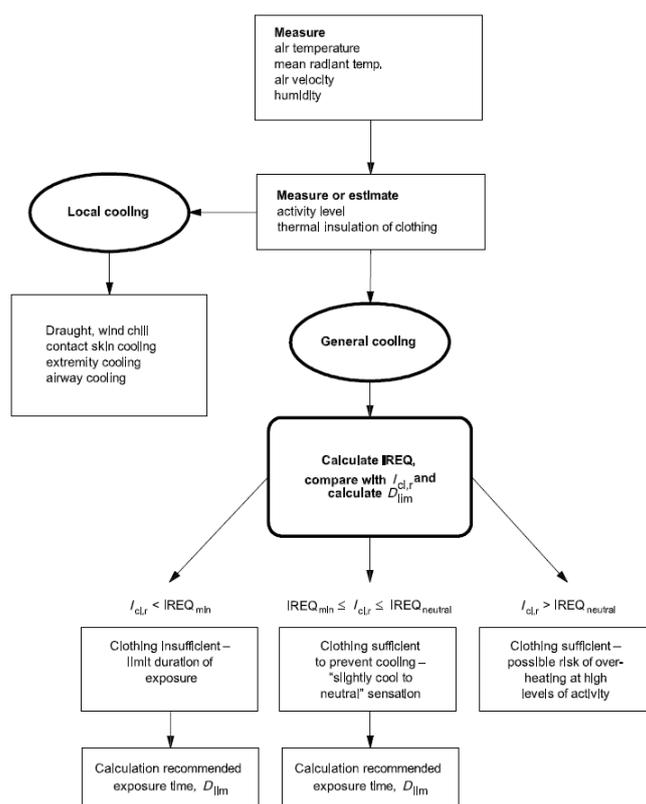 Measure
air temperature
mean radiant temp.
air velocity
humidity
Measure or estimate
activity level
thermal insulation of clothing
Local cooling
Draught, wind chill
contact skin cooling
extremity cooling
airway cooling
General cooling
Calculate IREQ,
compare with Icl,r and
calculate Dlim
Icl,r < IREQmin
IREQmin ≤ Icl,r ≤ IREQneutral
Icl,r > IREQneutral
Clothing insufficient –
limit duration of
exposure
Clothing sufficient
to prevent cooling –
"slightly cool to
neutral" sensation
Clothing sufficient –
possible risk of over-
heating at high
levels of activity
Calculation recommended
exposure time, Dlim
Calculation recommended
exposure time, Dlim